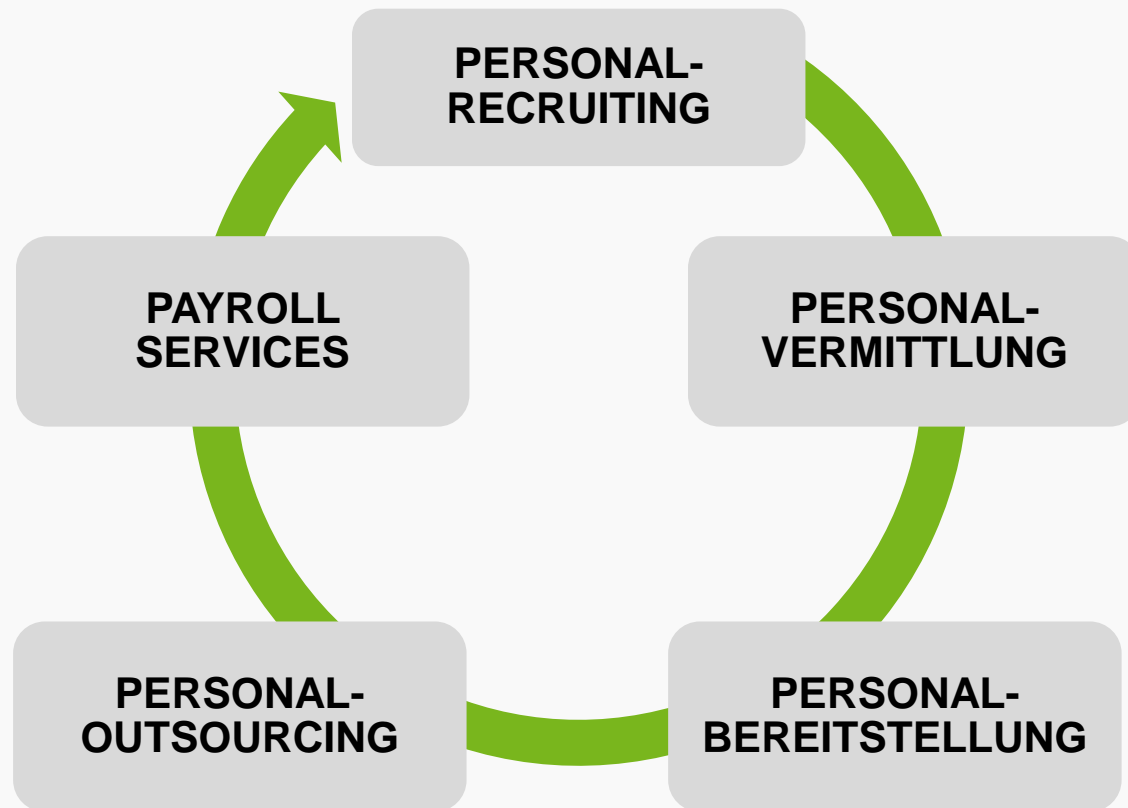 PERSONAL-
RECRUITING
PERSONAL-
VERMITTLUNG
PERSONAL-
BEREITSTELLUNG
PERSONAL-
OUTSOURCING
PAYROLL
SERVICES